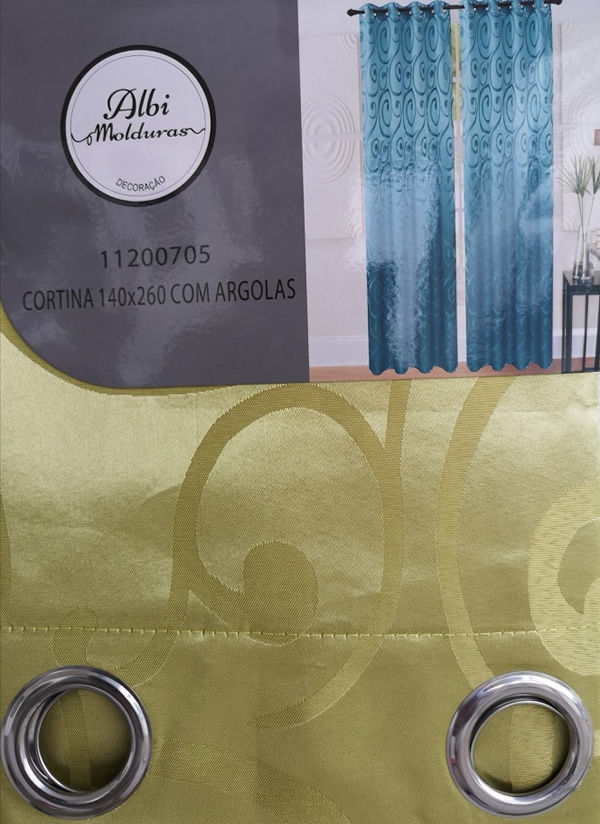 Albi
Molduras
DECORAÇÃO
11200705
CORTINA 140x260 COM ARGOLAS